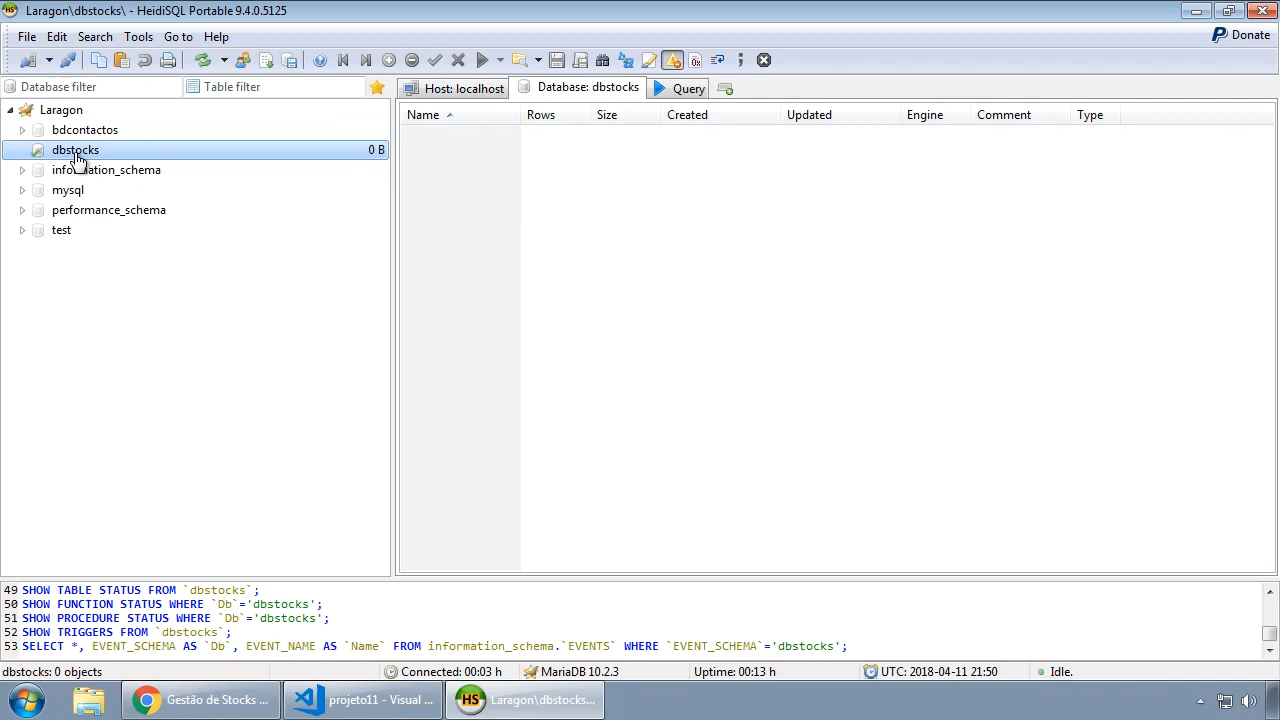 Laragon\dbstocks\ - HeidiSQL Portable 9.4.0.5125
File Edit Search Tools Go to Help
Donate
Database filter
Table filter
Host: localhost
Database: dbstocks
Query
Laragon
bdcontactos
dbstocks 0 B
information_schema
mysql
performance_schema
test
Name Rows Size Created Updated Engine Comment Type
49 SHOW TABLE STATUS FROM `dbstocks`;
50 SHOW FUNCTION STATUS WHERE `Db`='dbstocks';
51 SHOW PROCEDURE STATUS WHERE `Db`='dbstocks';
52 SHOW TRIGGERS FROM `dbstocks`;
53 SELECT *, EVENT_SCHEMA AS `Db`, EVENT_NAME AS `Name` FROM information_schema.`EVENTS` WHERE `EVENT_SCHEMA`='dbstocks';
dbstocks: 0 objects
Connected: 00:03 h
MariaDB 10.2.3
Uptime: 00:13 h
UTC: 2018-04-11 21:50
Idle.
Gestão de Stocks ...
projeto11 - Visual ...
HS Laragon\dbstocks...